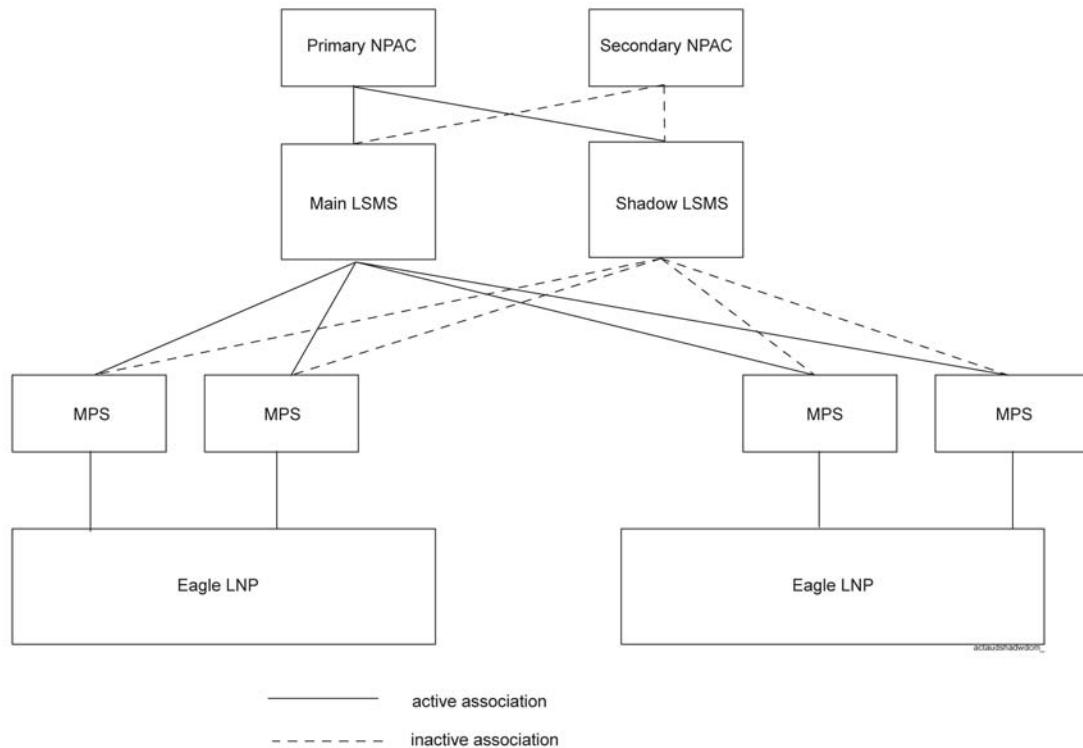 Primary NPAC
Secondary NPAC
Main LSMS
Shadow LSMS
MPS
MPS
MPS
MPS
Eagle LNP
Eagle LNP
actaudshadwdom_
active association
inactive association